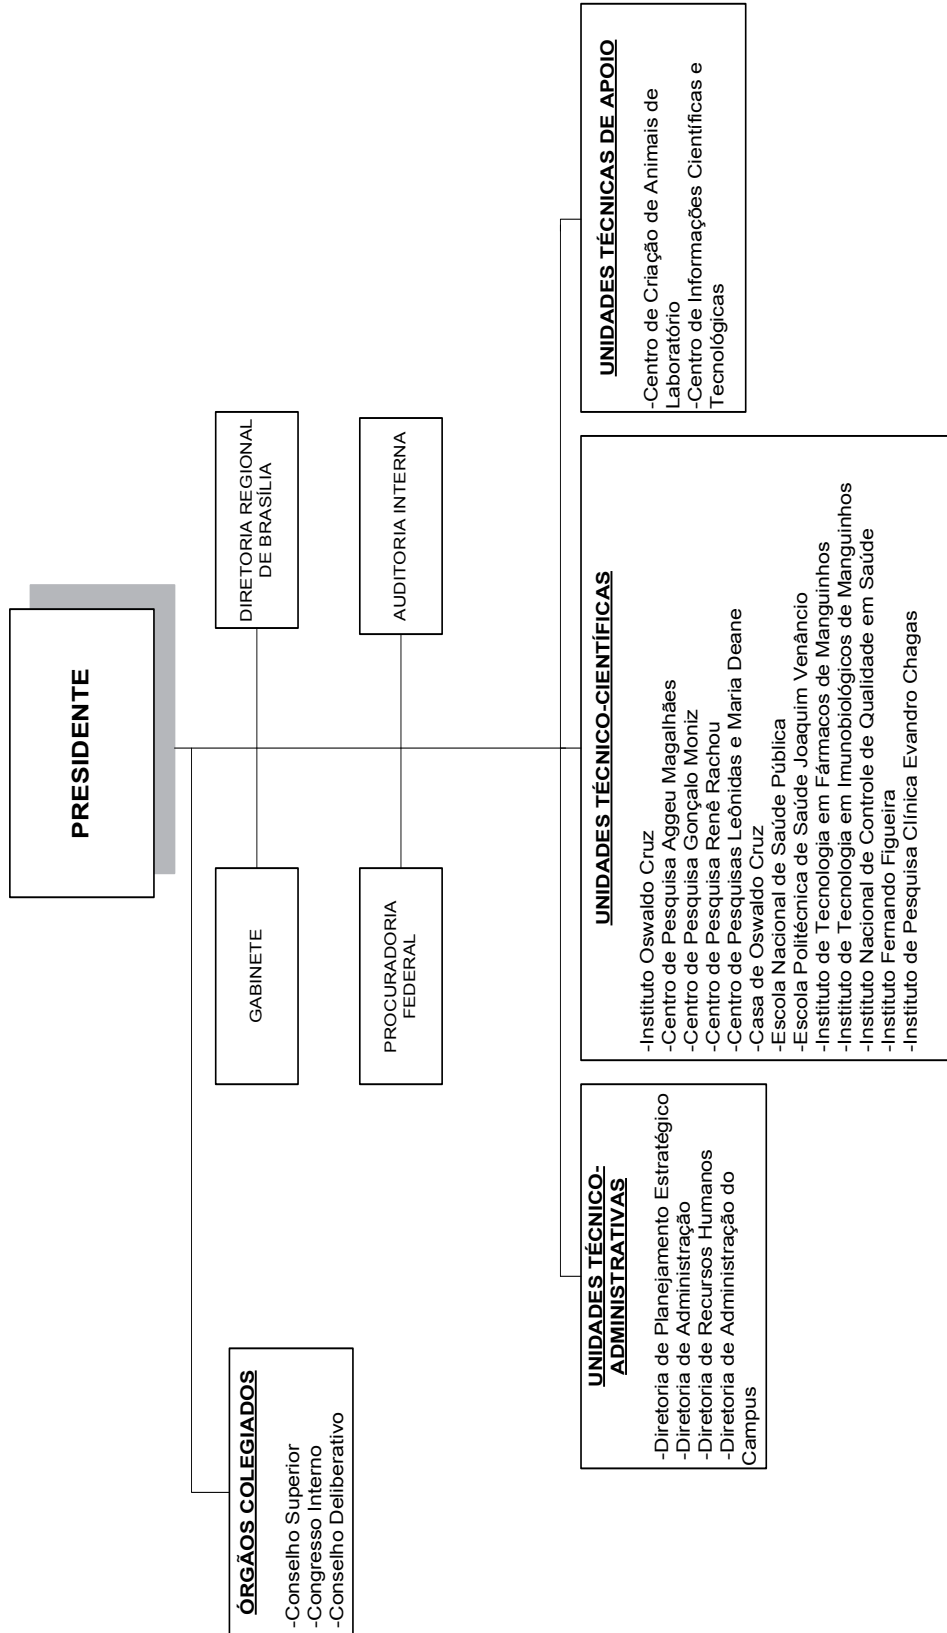 PRESIDENTE
ÓRGÃOS COLEGIADOS
-Conselho Superior
-Congresso Interno
-Conselho Deliberativo
GABINETE
DIRETORIA REGIONAL
DE BRASÍLIA
PROCURADORIA
FEDERAL
AUDITORIA INTERNA
UNIDADES TÉCNICO-
ADMINISTRATIVAS
-Diretoria de Planejamento Estratégico
-Diretoria de Administração
-Diretoria de Recursos Humanos
-Diretoria de Administração do
Campus
UNIDADES TÉCNICO-CIENTÍFICAS
-Instituto Oswaldo Cruz
-Centro de Pesquisa Aggeu Magalhães
-Centro de Pesquisa Gonçalo Moniz
-Centro de Pesquisa Renê Rachou
-Centro de Pesquisas Leônidas e Maria Deane
-Casa de Oswaldo Cruz
-Escola Nacional de Saúde Pública
-Escola Politécnica de Saúde Joaquim Venâncio
-Instituto de Tecnologia em Fármacos de Manguinhos
-Instituto de Tecnologia em Imunobiológicos de Manguinhos
-Instituto Nacional de Controle de Qualidade em Saúde
-Instituto Fernando Figueira
-Instituto de Pesquisa Clínica Evandro Chagas
UNIDADES TÉCNICAS DE APOIO
-Centro de Criação de Animais de
Laboratório
-Centro de Informações Científicas e
Tecnológicas